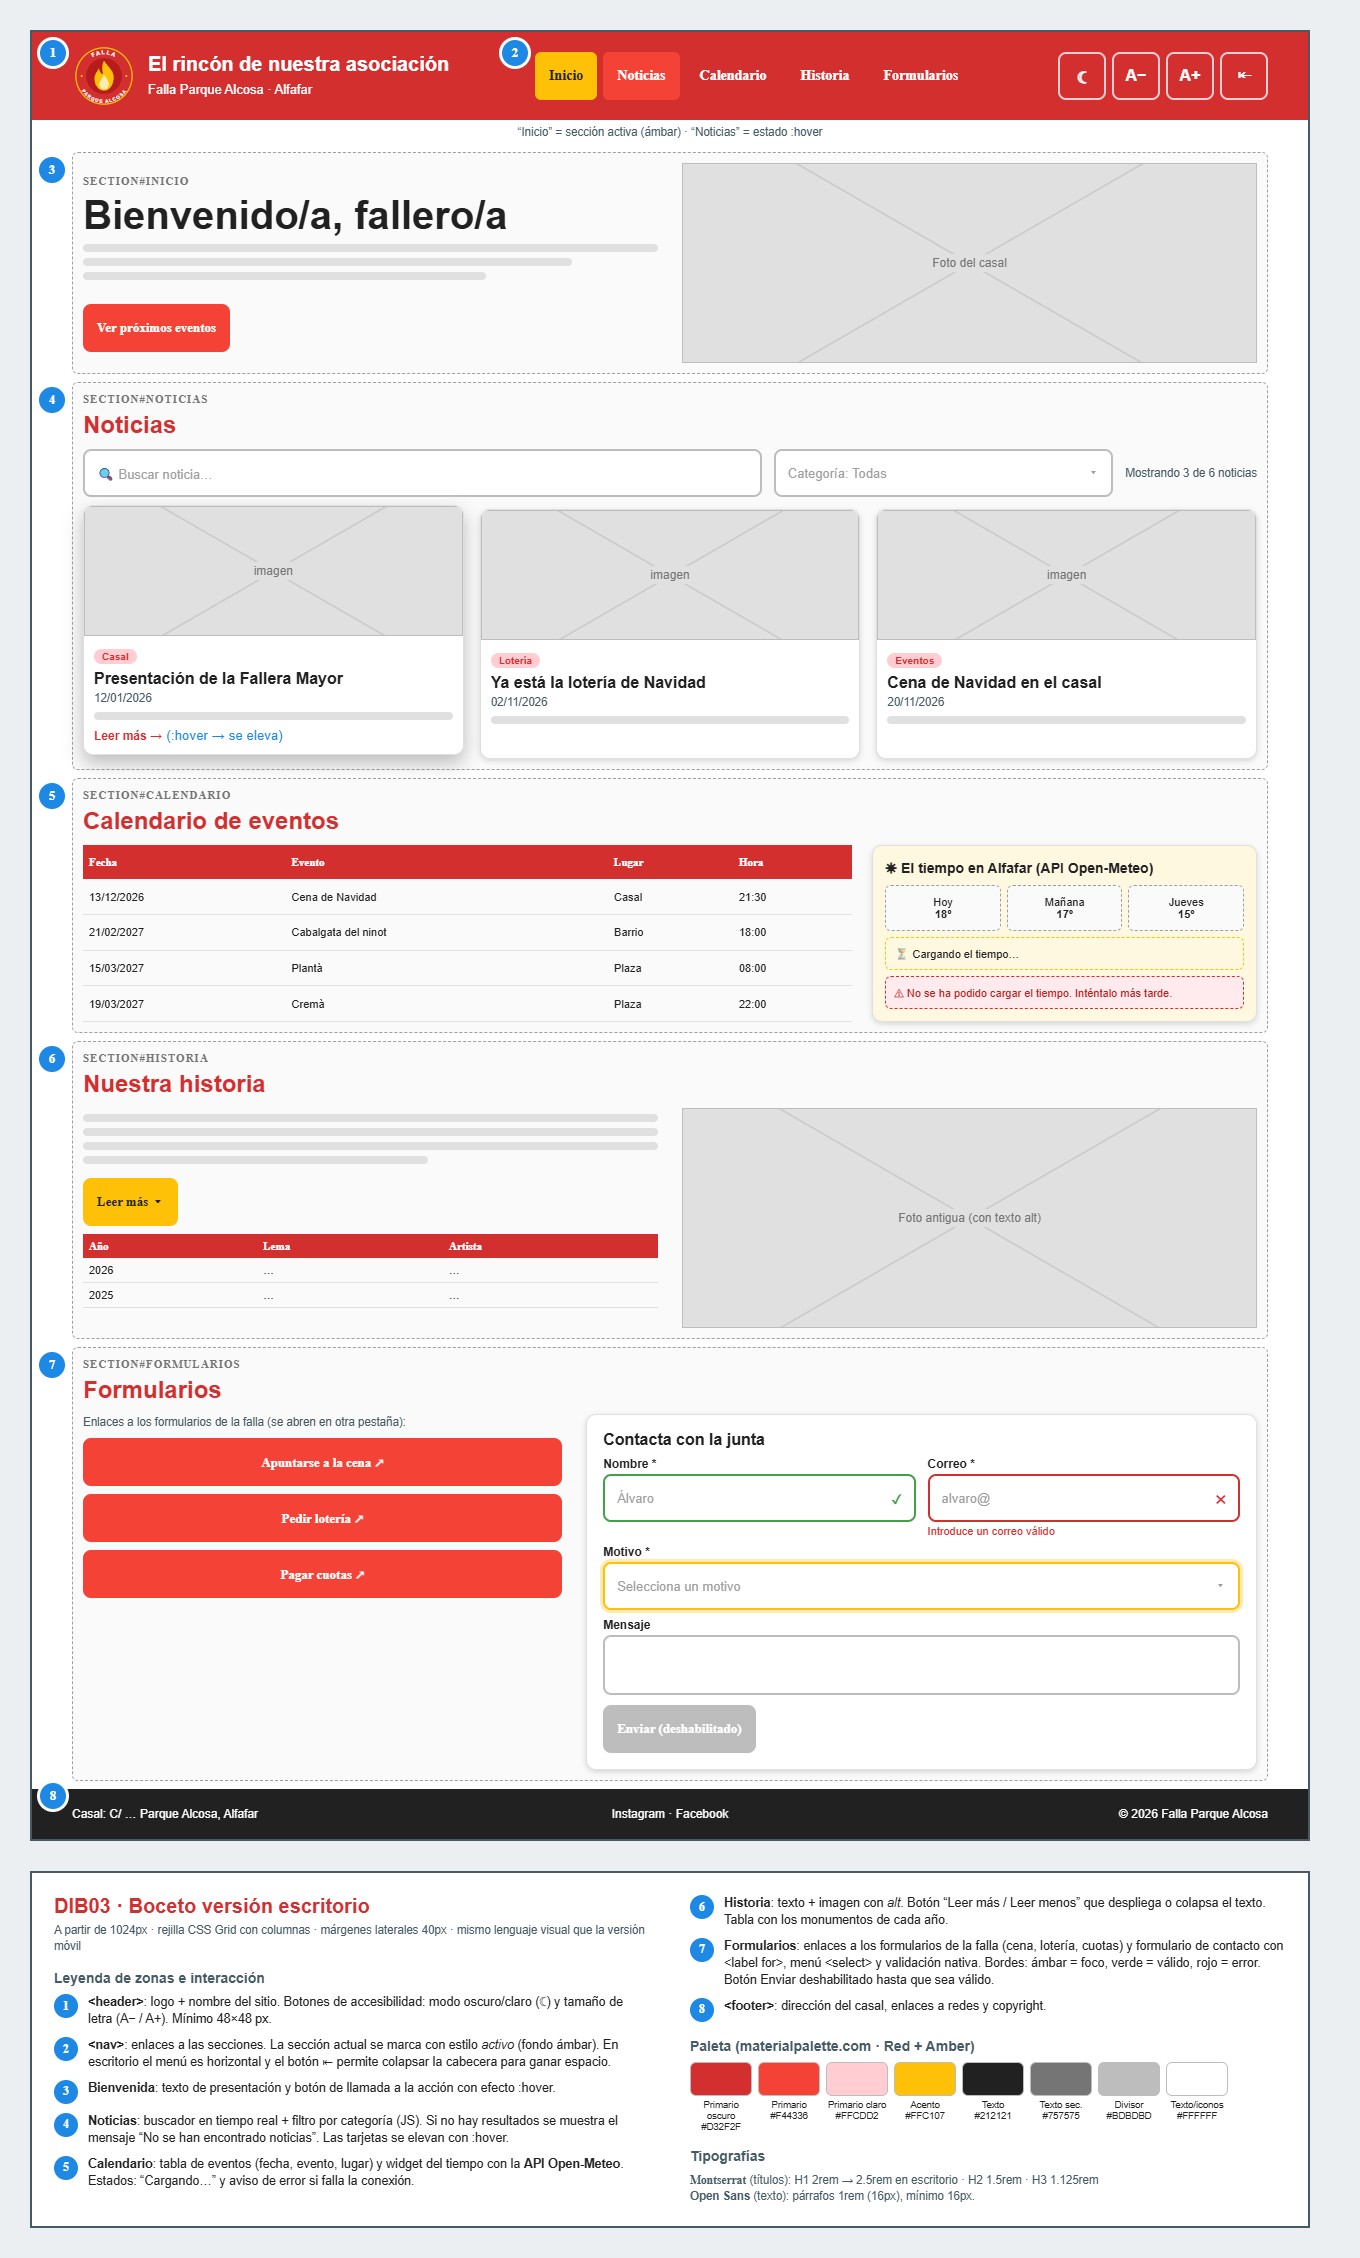 1
FALLA
PARQUE ALCOSA
El rincón de nuestra asociación
Falla Parque Alcosa · Alfafar
2
Inicio
Noticias
Calendario
Historia
Formularios
☾
A−
A+
⇤
“Inicio” = sección activa (ámbar) · “Noticias” = estado :hover
3
SECTION#INICIO
Bienvenido/a, fallero/a
Ver próximos eventos
Foto del casal
4
SECTION#NOTICIAS
Noticias
🔍 Buscar noticia…
Categoría: Todas
Mostrando 3 de 6 noticias
imagen
Casal
Presentación de la Fallera Mayor
12/01/2026
Leer más → (:hover → se eleva)
imagen
Lotería
Ya está la lotería de Navidad
02/11/2026
imagen
Eventos
Cena de Navidad en el casal
20/11/2026
5
SECTION#CALENDARIO
Calendario de eventos
Fecha Evento Lugar Hora
13/12/2026 Cena de Navidad Casal 21:30
21/02/2027 Cabalgata del ninot Barrio 18:00
15/03/2027 Plantà Plaza 08:00
19/03/2027 Cremà Plaza 22:00
☀ El tiempo en Alfafar (API Open-Meteo)
Hoy
18º
Mañana
17º
Jueves
15º
⏳ Cargando el tiempo…
⚠ No se ha podido cargar el tiempo. Inténtalo más tarde.
6
SECTION#HISTORIA
Nuestra historia
Leer más ▾
Año Lema Artista
2026 … …
2025 … …
Foto antigua (con texto alt)
7
SECTION#FORMULARIOS
Formularios
Enlaces a los formularios de la falla (se abren en otra pestaña):
Apuntarse a la cena ↗
Pedir lotería ↗
Pagar cuotas ↗
Contacta con la junta
Nombre *
Álvaro ✓
Correo *
alvaro@ ✕
Introduce un correo válido
Motivo *
Selecciona un motivo
Mensaje
Enviar (deshabilitado)
8
Casal: C/ … Parque Alcosa, Alfafar
Instagram · Facebook
© 2026 Falla Parque Alcosa
DIB03 · Boceto versión escritorio
A partir de 1024px · rejilla CSS Grid con columnas · márgenes laterales 40px · mismo lenguaje visual que la versión
móvil
Leyenda de zonas e interacción
1 <header>: logo + nombre del sitio. Botones de accesibilidad: modo oscuro/claro (☾) y tamaño de
letra (A− / A+). Mínimo 48×48 px.
2 <nav>: enlaces a las secciones. La sección actual se marca con estilo activo (fondo ámbar). En
escritorio el menú es horizontal y el botón ⇤ permite colapsar la cabecera para ganar espacio.
3 Bienvenida: texto de presentación y botón de llamada a la acción con efecto :hover.
4 Noticias: buscador en tiempo real + filtro por categoría (JS). Si no hay resultados se muestra el
mensaje “No se han encontrado noticias”. Las tarjetas se elevan con :hover.
5 Calendario: tabla de eventos (fecha, evento, lugar) y widget del tiempo con la API Open-Meteo.
Estados: “Cargando…” y aviso de error si falla la conexión.
6 Historia: texto + imagen con alt. Botón “Leer más / Leer menos” que despliega o colapsa el texto.
Tabla con los monumentos de cada año.
7 Formularios: enlaces a los formularios de la falla (cena, lotería, cuotas) y formulario de contacto con
<label for>, menú <select> y validación nativa. Bordes: ámbar = foco, verde = válido, rojo = error.
Botón Enviar deshabilitado hasta que sea válido.
8 <footer>: dirección del casal, enlaces a redes y copyright.
Paleta (materialpalette.com · Red + Amber)
Primario
oscuro
#D32F2F
Primario
#F44336
Primario claro
#FFCDD2
Acento
#FFC107
Texto
#212121
Texto sec.
#757575
Divisor
#BDBDBD
Texto/iconos
#FFFFFF
Tipografías
Montserrat (títulos): H1 2rem → 2.5rem en escritorio · H2 1.5rem · H3 1.125rem
Open Sans (texto): párrafos 1rem (16px), mínimo 16px.